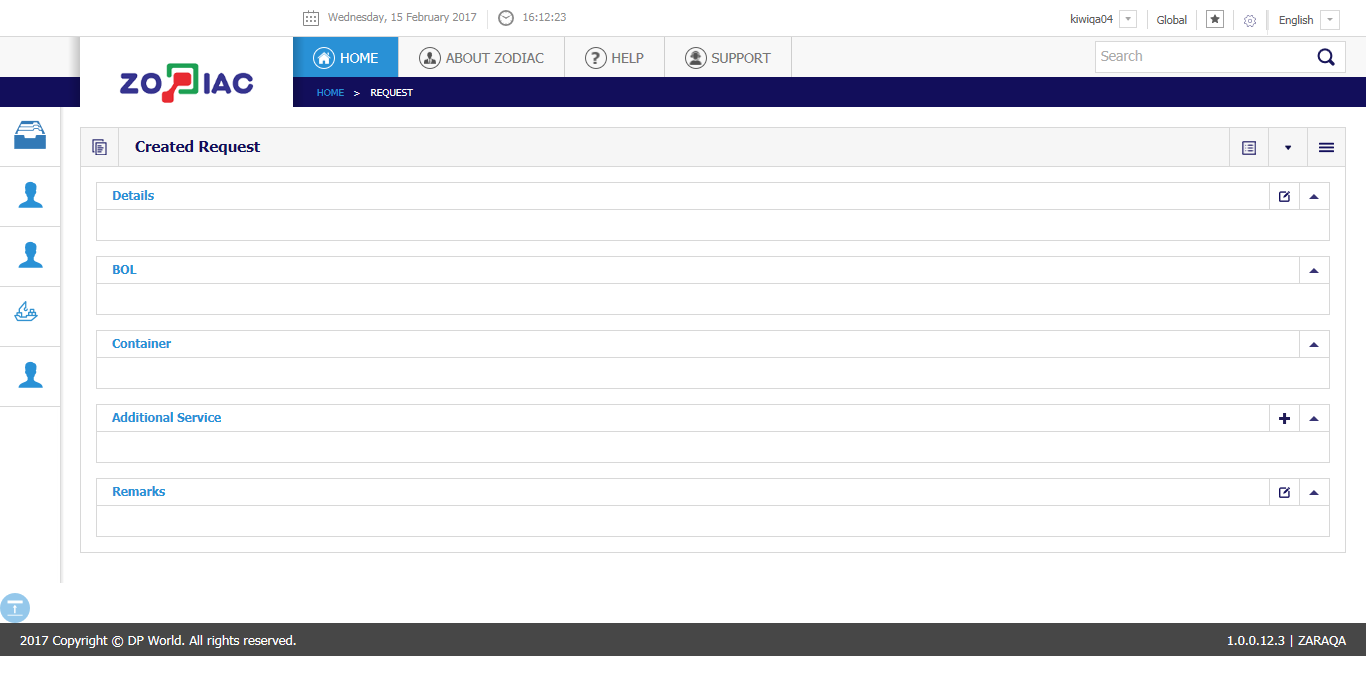 Wednesday, 15 February 2017 16:12:23 kiwiqa04 Global English
ZODIAC
HOME ABOUT ZODIAC ? HELP SUPPORT Search
HOME > REQUEST
Created Request
Details
BOL
Container
Additional Service
Remarks
2017 Copyright © DP World. All rights reserved. 1.0.0.12.3 | ZARAQA